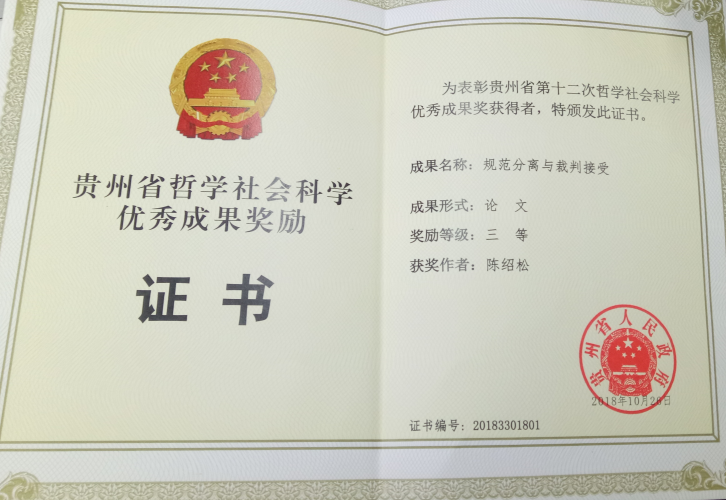 贵州省哲学社会科学
优秀成果奖励
证 书
为表彰贵州省第十二次哲学社会科学
优秀成果奖获得者，特颁发此证书。
成果名称：规范分离与裁判接受
成果形式：论 文
奖励等级：三 等
获奖作者：陈绍松
贵州省人民政府
2018年10月26日
证书编号：20183301801